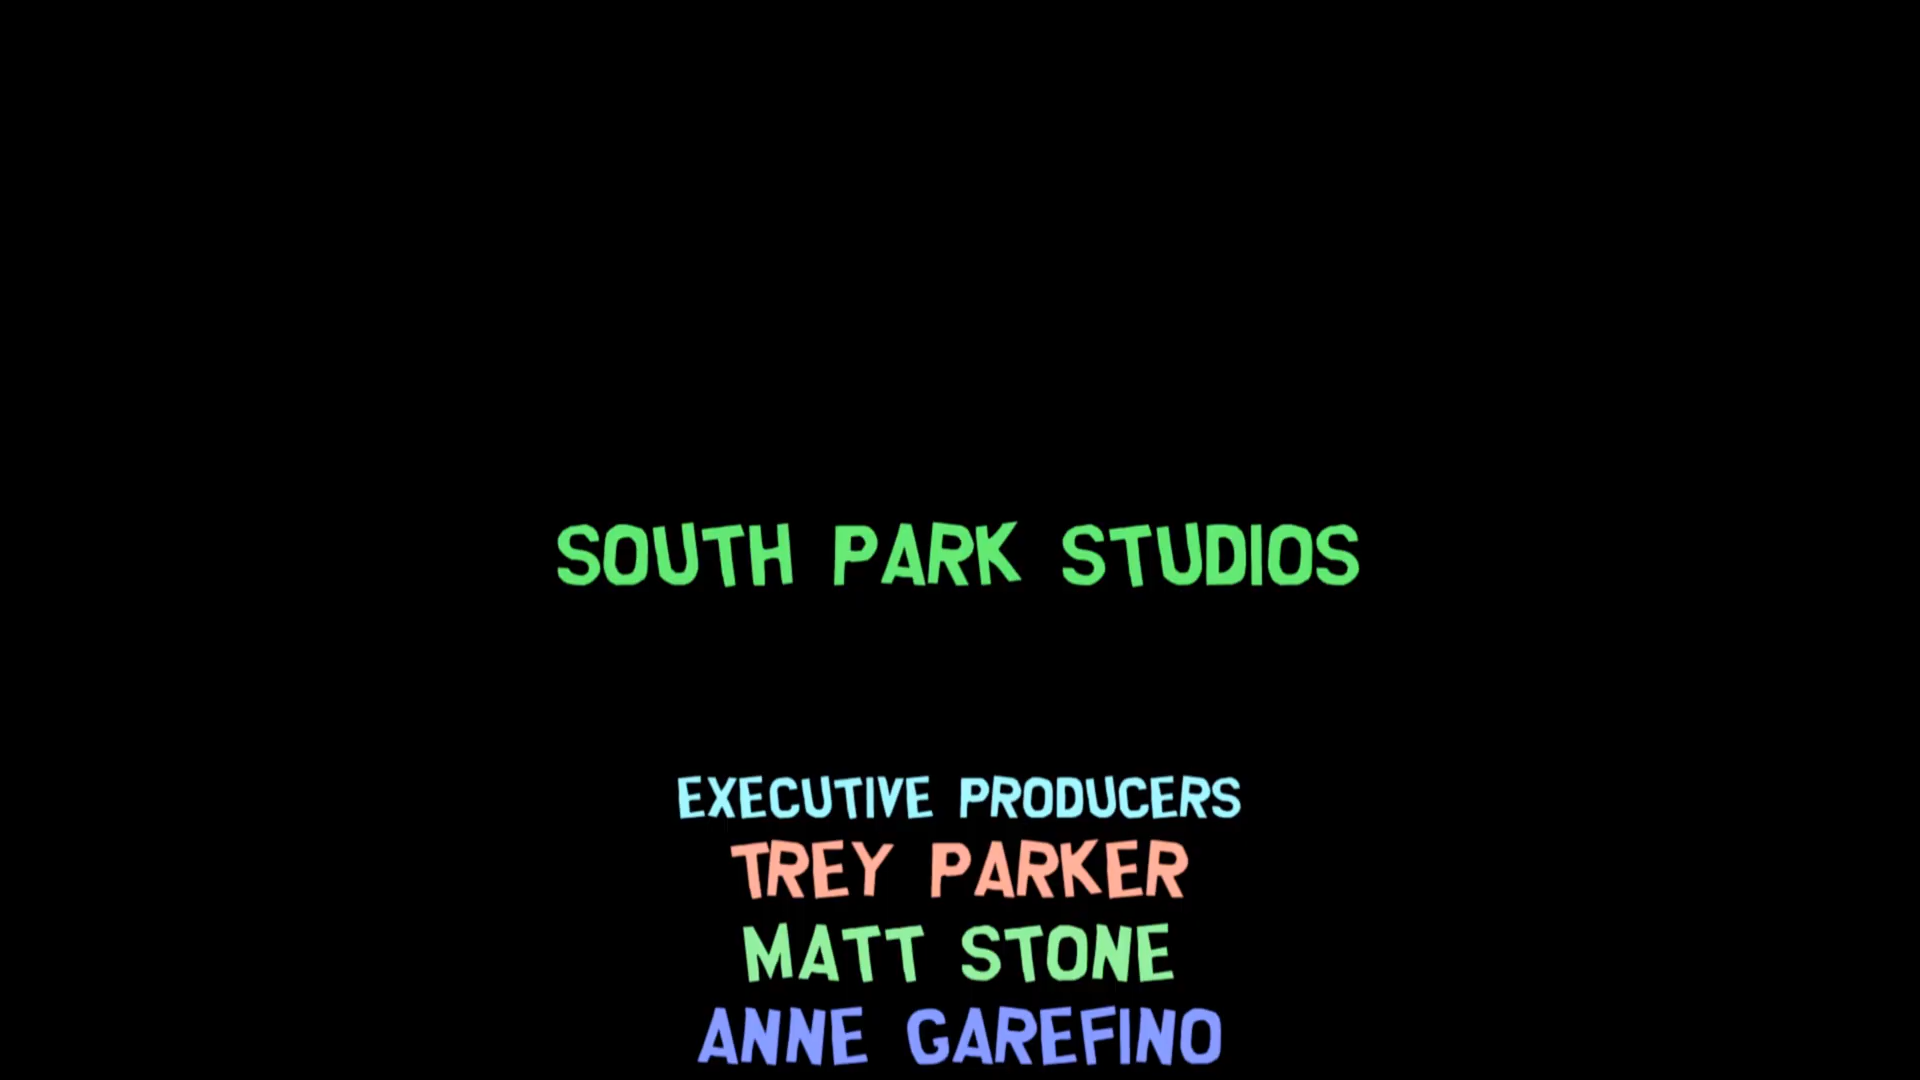 SOUTH PARK STUDIOS
EXECUTIVE PRODUCERS
TREY PARKER
MATT STONE
ANNE GAREFINO